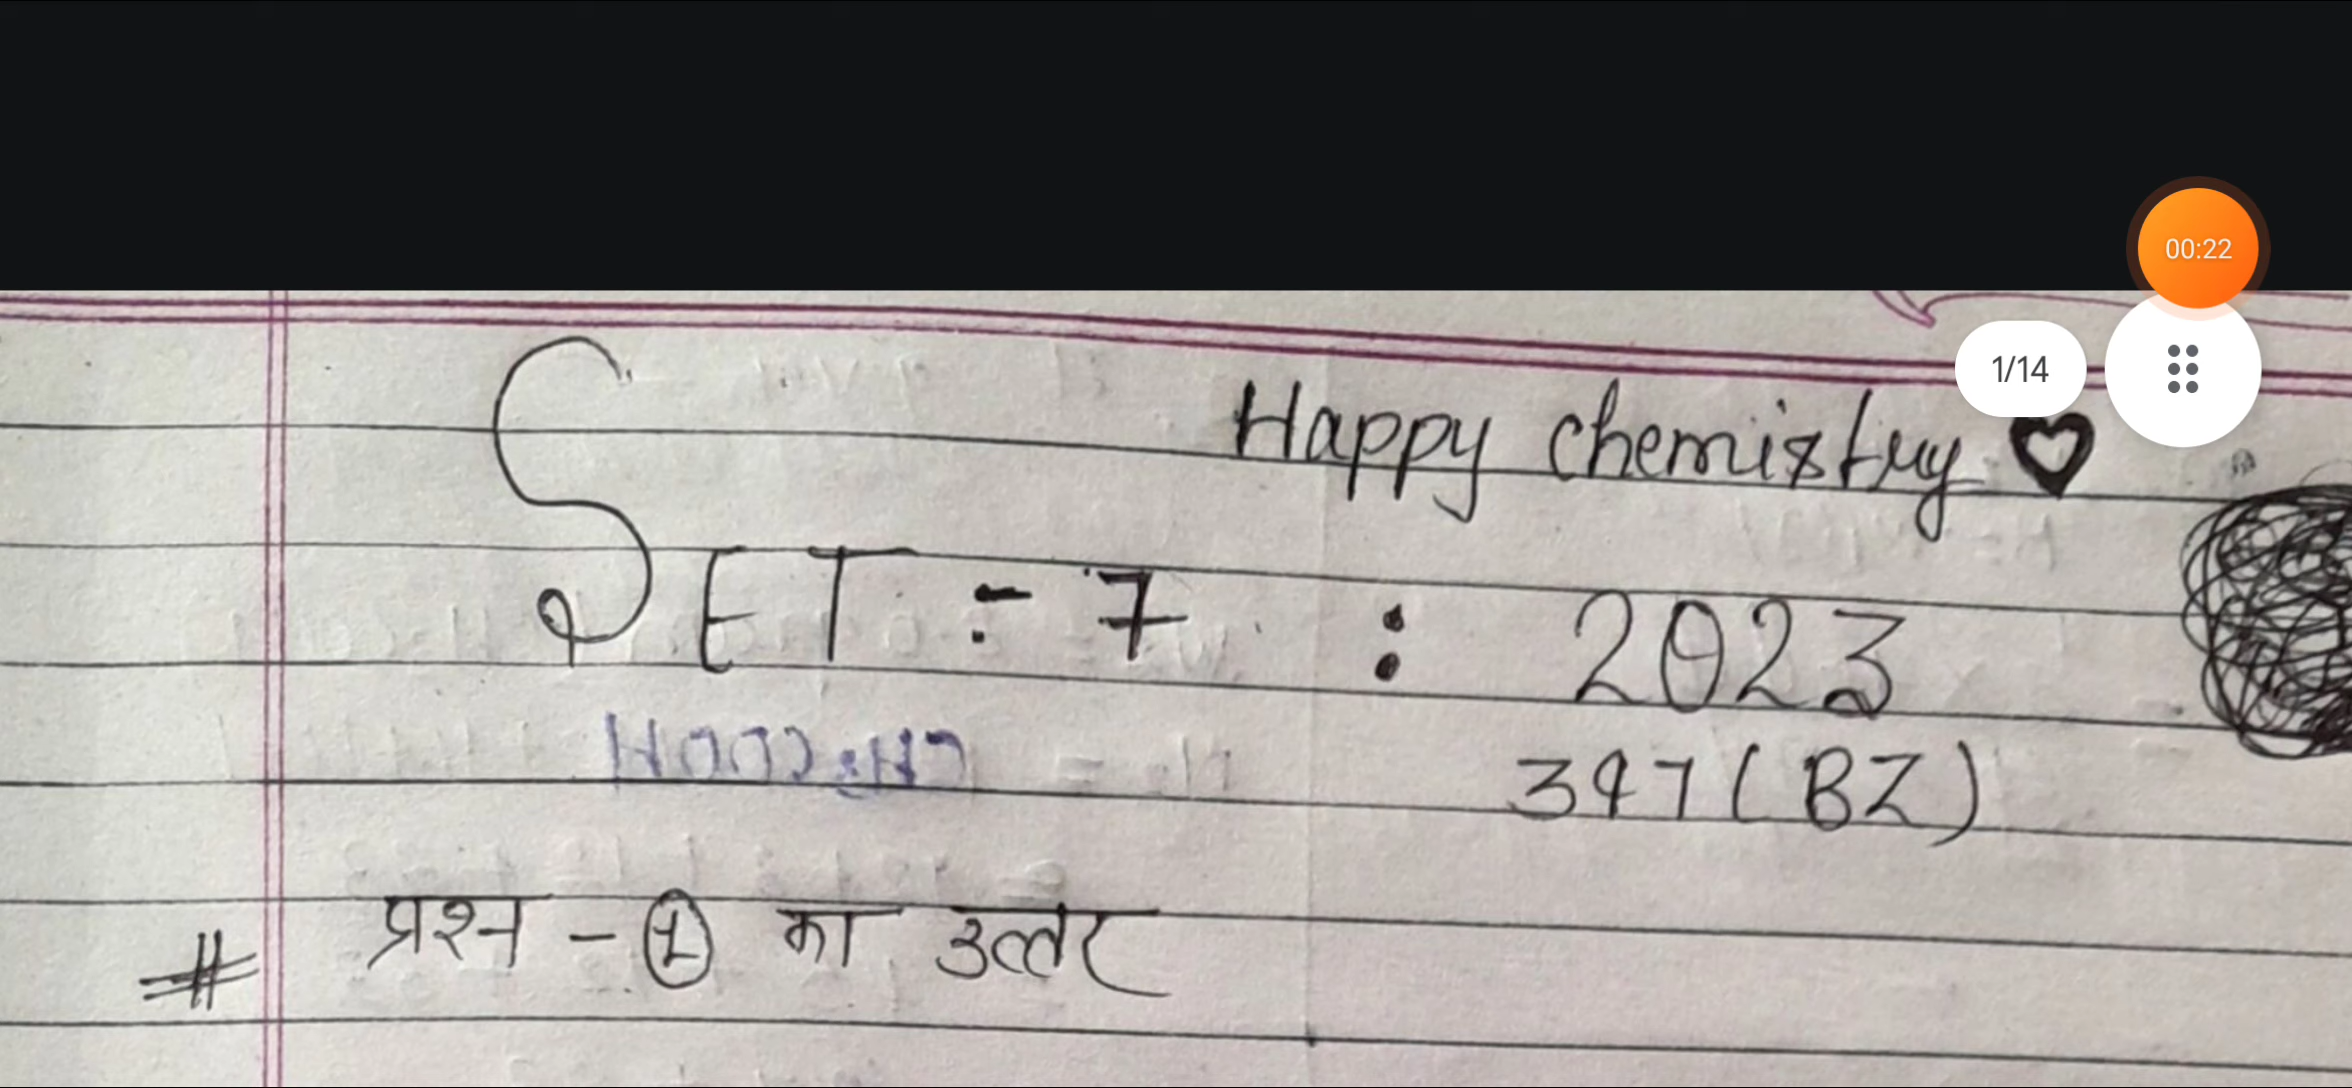 00:22
1/14
Happy chemistry ♥
SET :- 7 : 2023
347 (BZ)
# प्रश्न - ① का उत्तर